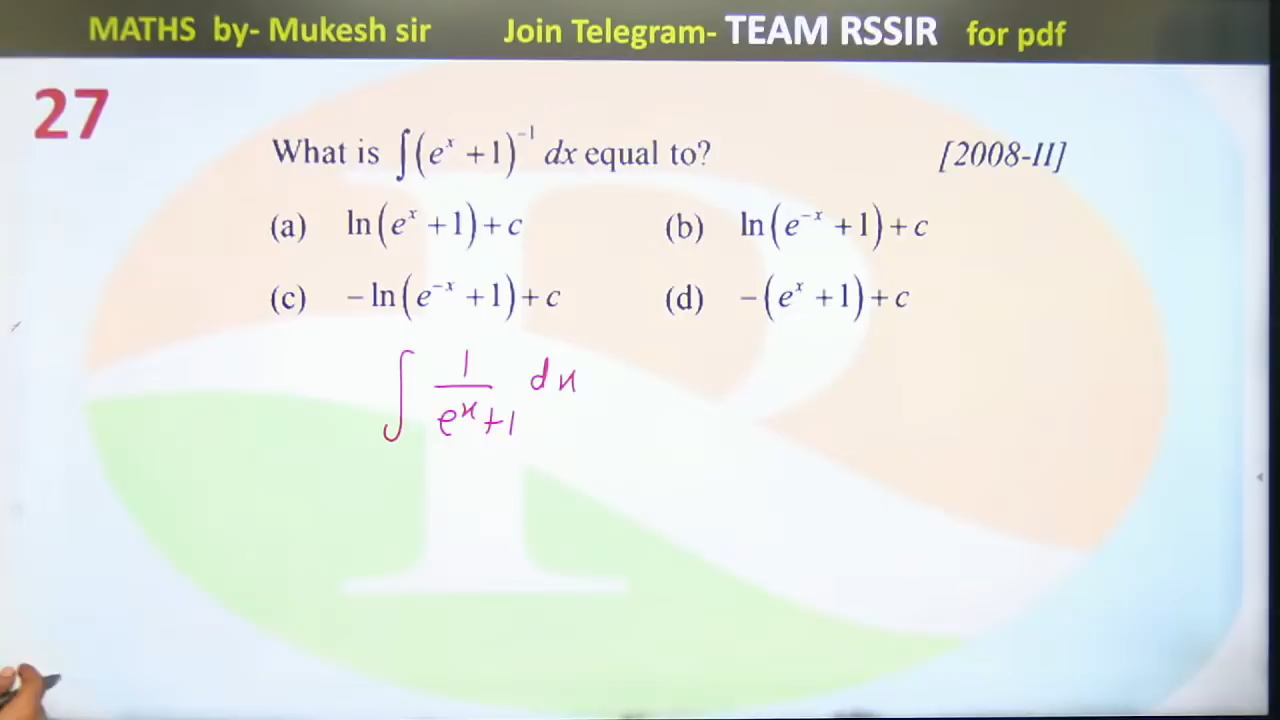 MATHS by- Mukesh sir Join Telegram- TEAM RSSIR for pdf
27
What is ∫(eˣ + 1)⁻¹ dx equal to? [2008-II]
(a) ln(eˣ + 1) + c (b) ln(e⁻ˣ + 1) + c
(c) − ln(e⁻ˣ + 1) + c (d) − (eˣ + 1) + c
∫ 1/(eˣ+1) dx